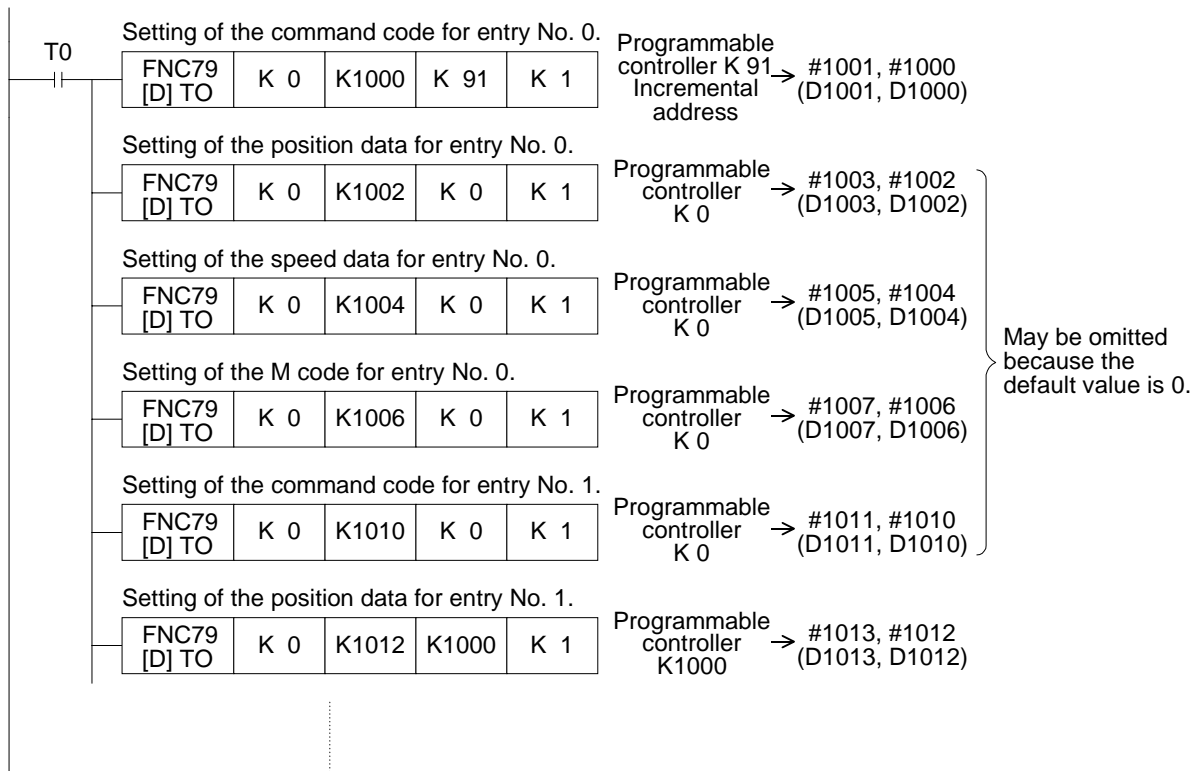 T0
Setting of the command code for entry No. 0.
FNC79
[D] TO
K 0
K1000
K 91
K 1
Programmable
controller K 91
Incremental
address
#1001, #1000
(D1001, D1000)
Setting of the position data for entry No. 0.
FNC79
[D] TO
K 0
K1002
K 0
K 1
Programmable
controller
K 0
#1003, #1002
(D1003, D1002)
Setting of the speed data for entry No. 0.
FNC79
[D] TO
K 0
K1004
K 0
K 1
Programmable
controller
K 0
#1005, #1004
(D1005, D1004)
May be omitted
because the
default value is 0.
Setting of the M code for entry No. 0.
FNC79
[D] TO
K 0
K1006
K 0
K 1
Programmable
controller
K 0
#1007, #1006
(D1007, D1006)
Setting of the command code for entry No. 1.
FNC79
[D] TO
K 0
K1010
K 0
K 1
Programmable
controller
K 0
#1011, #1010
(D1011, D1010)
Setting of the position data for entry No. 1.
FNC79
[D] TO
K 0
K1012
K1000
K 1
Programmable
controller
K1000
#1013, #1012
(D1013, D1012)